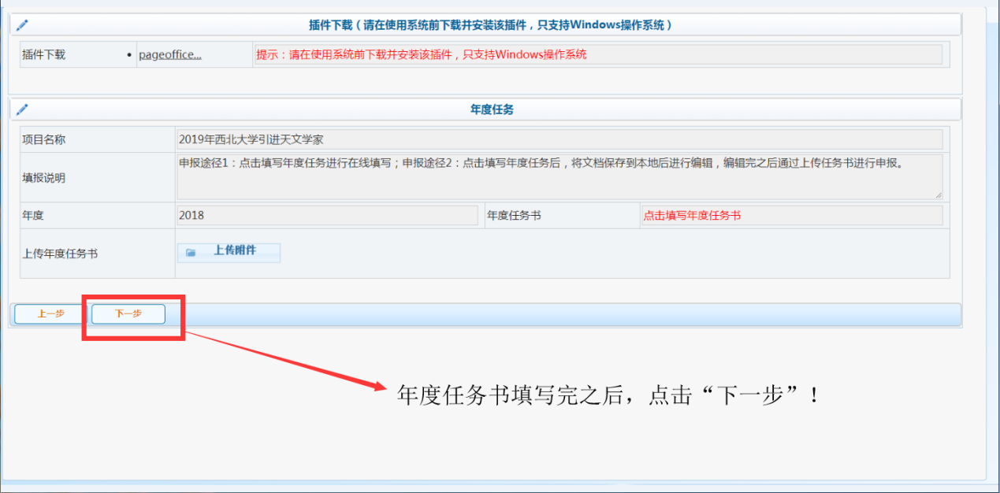 插件下载（请在使用系统前下载并安装该插件，只支持Windows操作系统）
插件下载 • pageoffice... 提示：请在使用系统前下载并安装该插件，只支持Windows操作系统
年度任务
项目名称 2019年西北大学引进天文学家
填报说明 申报途径1：点击填写年度任务进行在线填写；申报途径2：点击填写年度任务后，将文档保存到本地后进行编辑，编辑完之后通过上传任务书进行申报。
年度 2018 年度任务书 点击填写年度任务书
上传年度任务书 上传附件
上一步 下一步
年度任务书填写完之后，点击“下一步”！